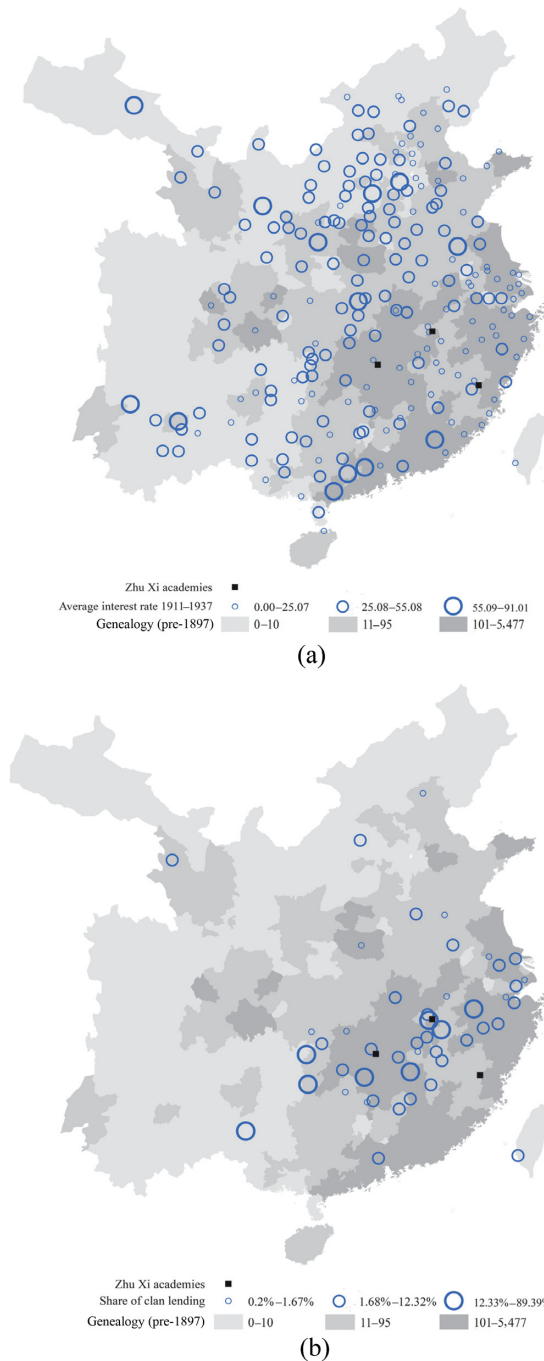 Zhu Xi academies
Average interest rate 1911–1937 0.00–25.07 25.08–55.08 55.09–91.01
Genealogy (pre-1897) 0–10 11–95 101–5,477
(a)
Zhu Xi academies
Share of clan lending 0.2%–1.67% 1.68%–12.32% 12.33%–89.39%
Genealogy (pre-1897) 0–10 11–95 101–5,477
(b)